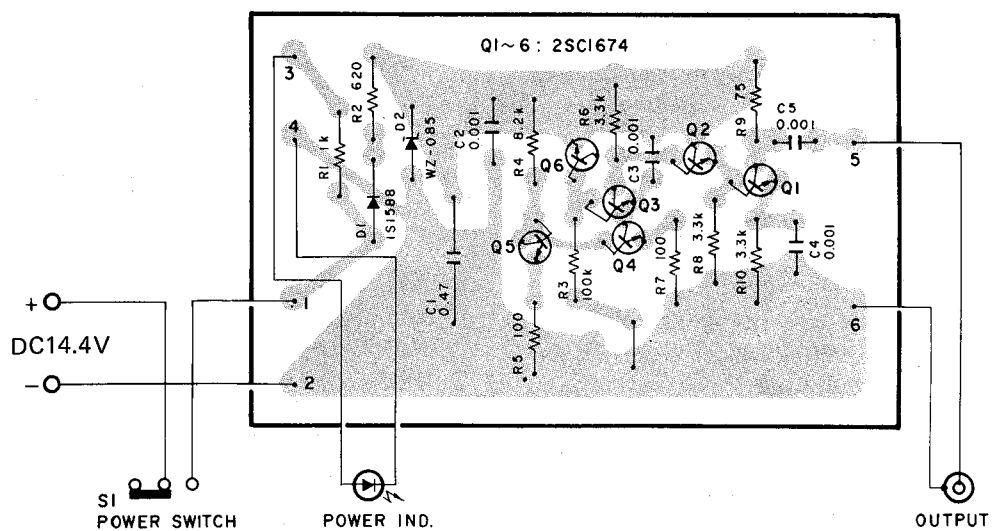 Q1~6 : 2SC1674
3
R2 620
D2
WZ-085
C2
0.001
R4 8.2k
R6
3.3k
Q6
C3 0.001
Q2
R9 75
C5
0.001
5
4
R1 1k
D1
1S1588
Q3
Q1
Q5
Q4
C1
0.47
R3
100k
R7 100
R8 3.3k
R10 3.3k
C4
0.001
1
6
+
DC14.4V
−
2
R5 100
S1
POWER SWITCH
POWER IND.
OUTPUT